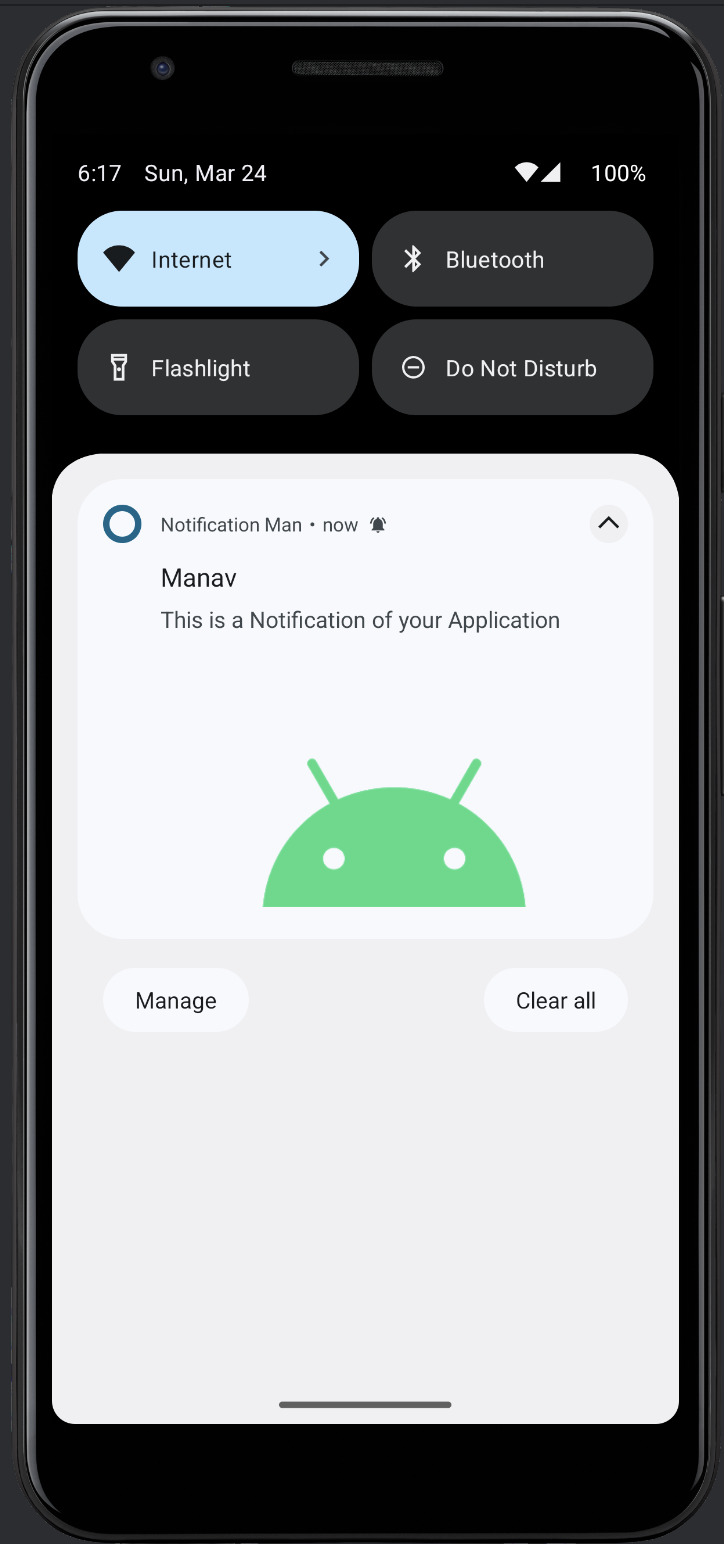 6:17 Sun, Mar 24 100%
Internet Bluetooth
Flashlight Do Not Disturb
Notification Man • now
Manav
This is a Notification of your Application
Manage Clear all